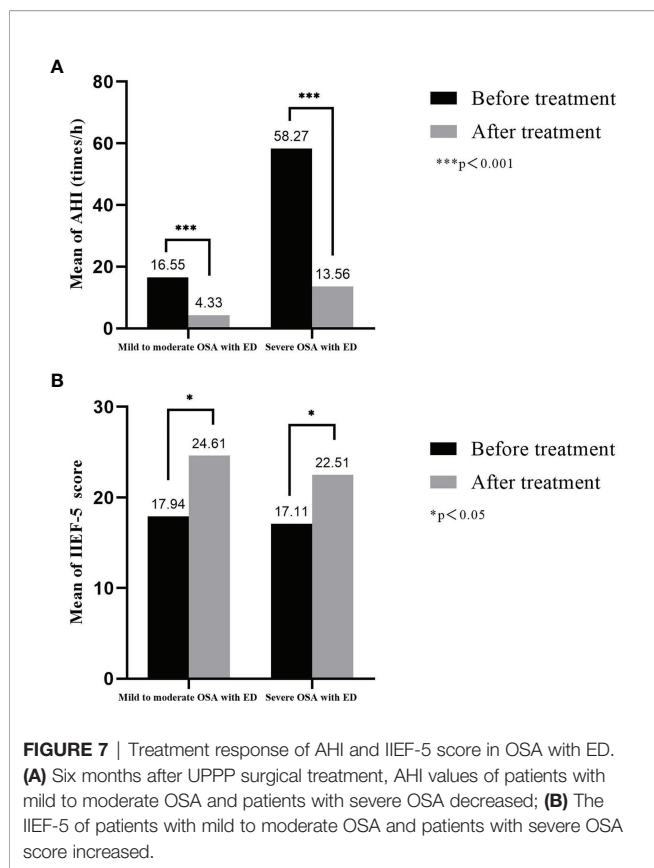 A
80
60
40
20
0
Mean of AHI (times/h)
***
16.55
4.33
***
58.27
13.56
Mild to moderate OSA with ED
Severe OSA with ED
Before treatment
After treatment
***p<0.001
B
30
20
10
0
Mean of IIEF-5 score
*
17.94
24.61
*
17.11
22.51
Mild to moderate OSA with ED
Severe OSA with ED
Before treatment
After treatment
*p<0.05
FIGURE 7 | Treatment response of AHI and IIEF-5 score in OSA with ED.
(A) Six months after UPPP surgical treatment, AHI values of patients with
mild to moderate OSA and patients with severe OSA decreased; (B) The
IIEF-5 of patients with mild to moderate OSA and patients with severe OSA
score increased.